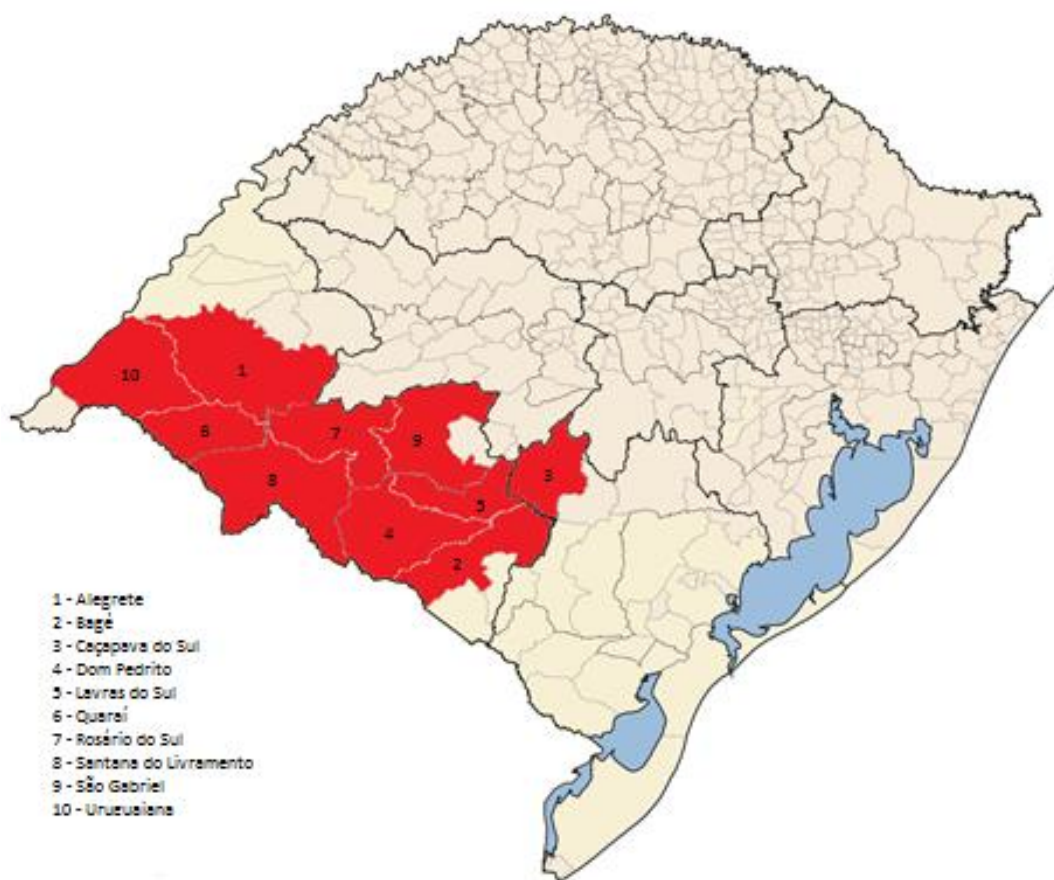 10
1
6
7
9
8
3
5
4
2
1 - Alegrete
2 - Bagé
3 - Caçapava do Sul
4 - Dom Pedrito
5 - Lavras do Sul
6 - Quaraí
7 - Rosário do Sul
8 - Santana do Livramento
9 - São Gabriel
10 - Uruguaiana